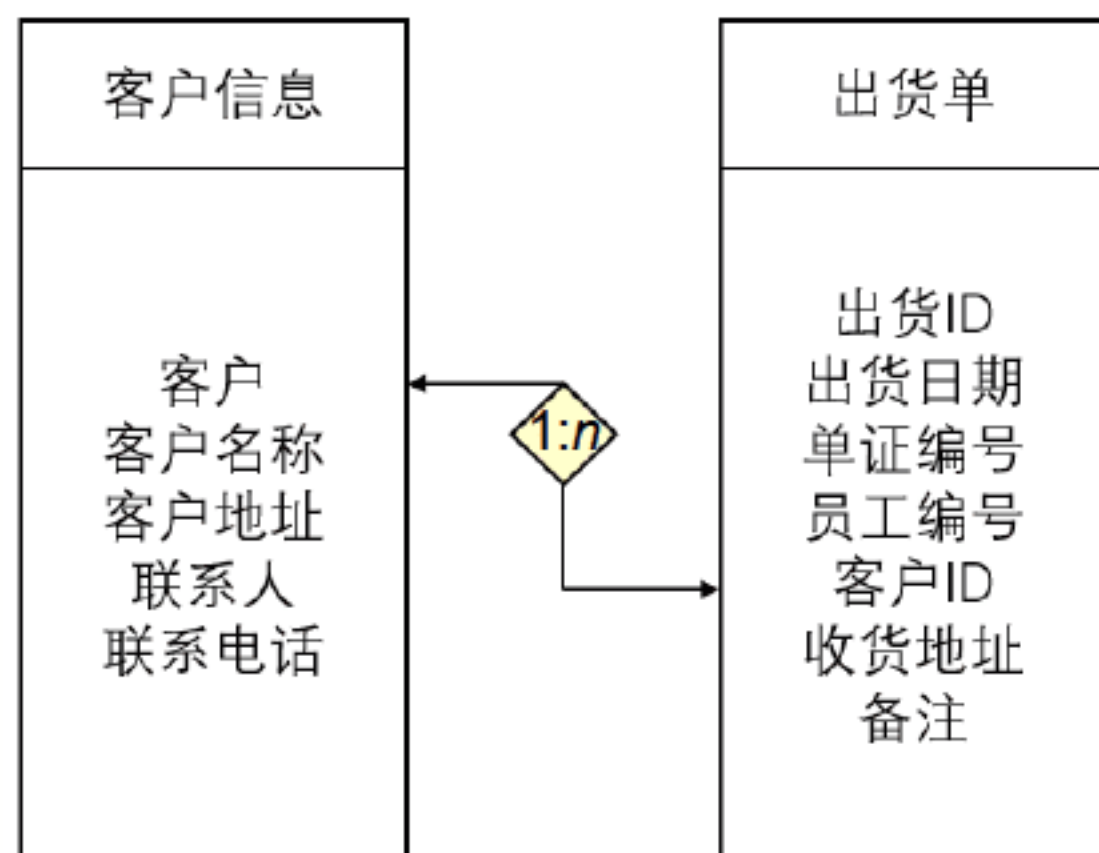 客户信息
客户
客户名称
客户地址
联系人
联系电话
1:n
出货单
出货ID
出货日期
单证编号
员工编号
客户ID
收货地址
备注